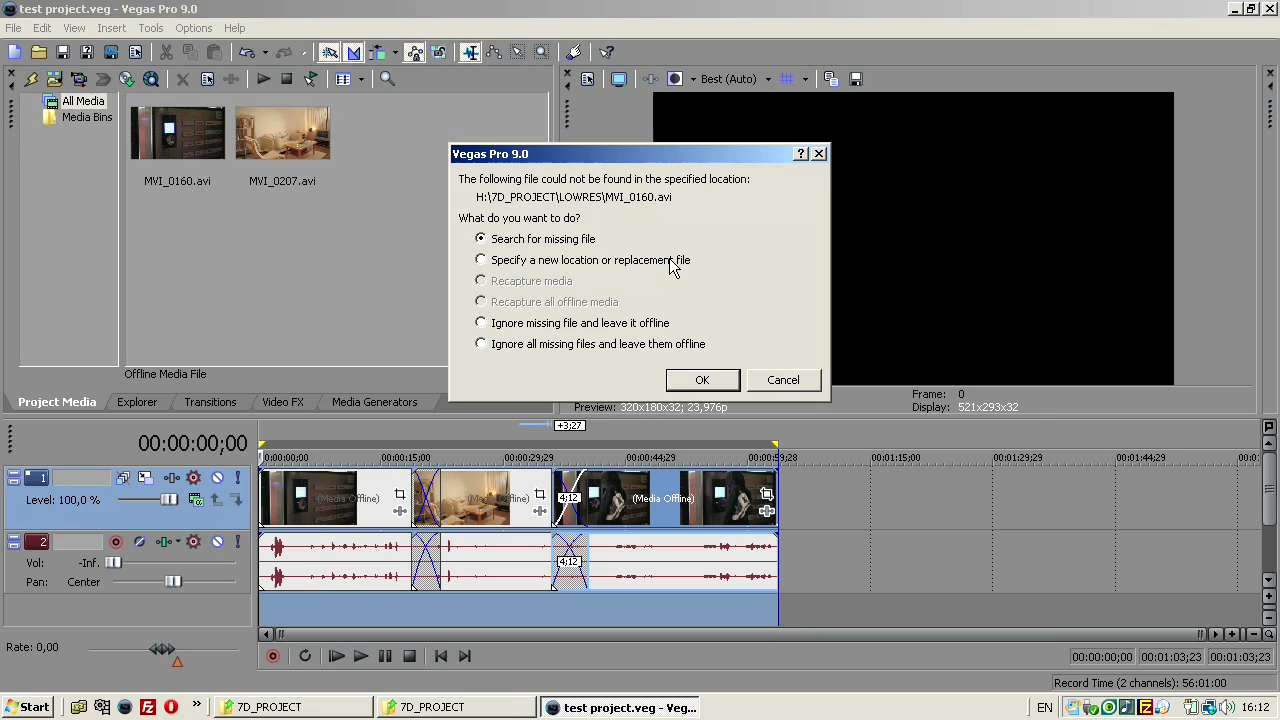 test project.veg - Vegas Pro 9.0
File Edit View Insert Tools Options Help
All Media
Media Bins
MVI_0160.avi MVI_0207.avi
Best (Auto)
Vegas Pro 9.0
The following file could not be found in the specified location:
H:\7D_PROJECT\LOWRES\MVI_0160.avi
What do you want to do?
Search for missing file
Specify a new location or replacement file
Recapture media
Recapture all offline media
Ignore missing file and leave it offline
Ignore all missing files and leave them offline
OK Cancel
Offline Media File
Project Media Explorer Transitions Video FX Media Generators
Frame: 0
Preview: 320x180x32; 23,976p Display: 521x293x32
+3;27
00:00:00;00
00:00:00;00 00:00:15;00 00:00:29;29 00:00:44;29 00:00:59;28 00:01:15;00 00:01:29;29 00:01:44;29 00:0
1
Level: 100,0 %
(Media Offline) (Media Offline) 4;12 (Media Offline)
2
Vol: -Inf.
Pan: Center
4;12
Rate: 0,00
00:00:00;00 00:01:03;23 00:01:03;23
Record Time (2 channels): 56:01:00
Start 7D_PROJECT 7D_PROJECT test project.veg - Veg... EN 16:12